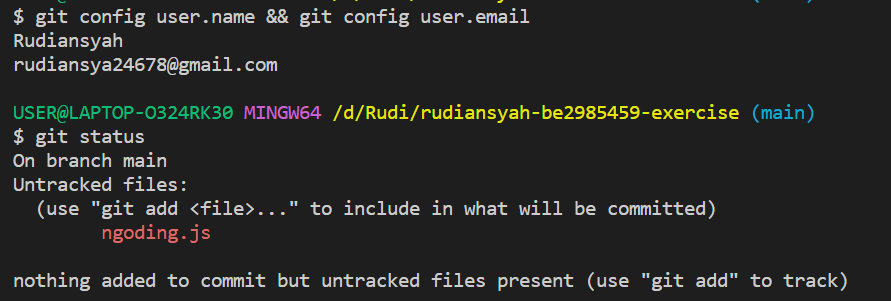 $ git config user.name && git config user.email
Rudiansyah
rudiansya24678@gmail.com
USER@LAPTOP-O324RK30 MINGW64 /d/Rudi/rudiansyah-be2985459-exercise (main)
$ git status
On branch main
Untracked files:
  (use "git add <file>..." to include in what will be committed)
        ngoding.js
nothing added to commit but untracked files present (use "git add" to track)